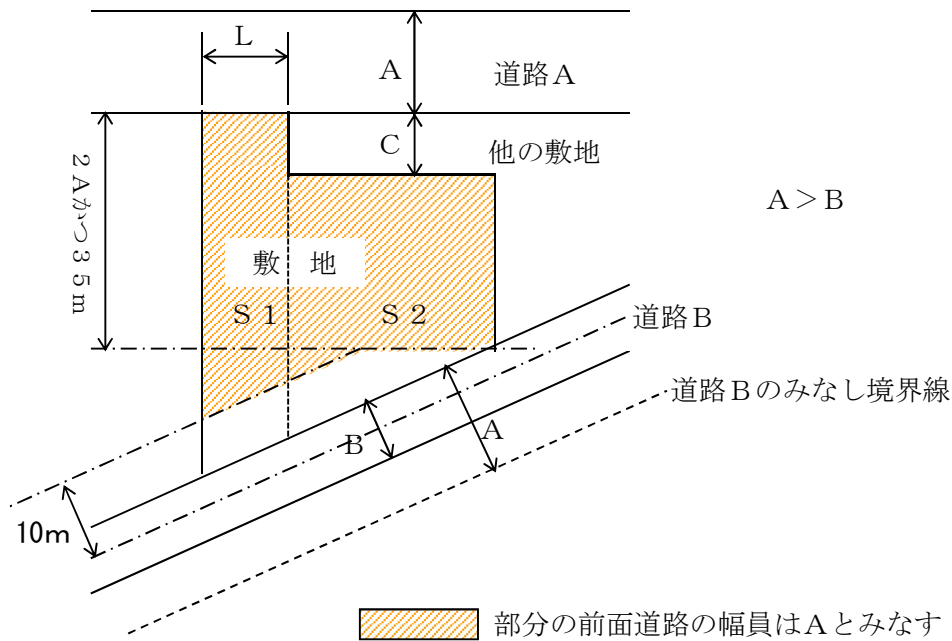 L
A
道路A
C
他の敷地
2Aかつ35m
A＞B
敷 地
S1
S2
道路B
道路Bのみなし境界線
B
A
10m
部分の前面道路の幅員はAとみなす